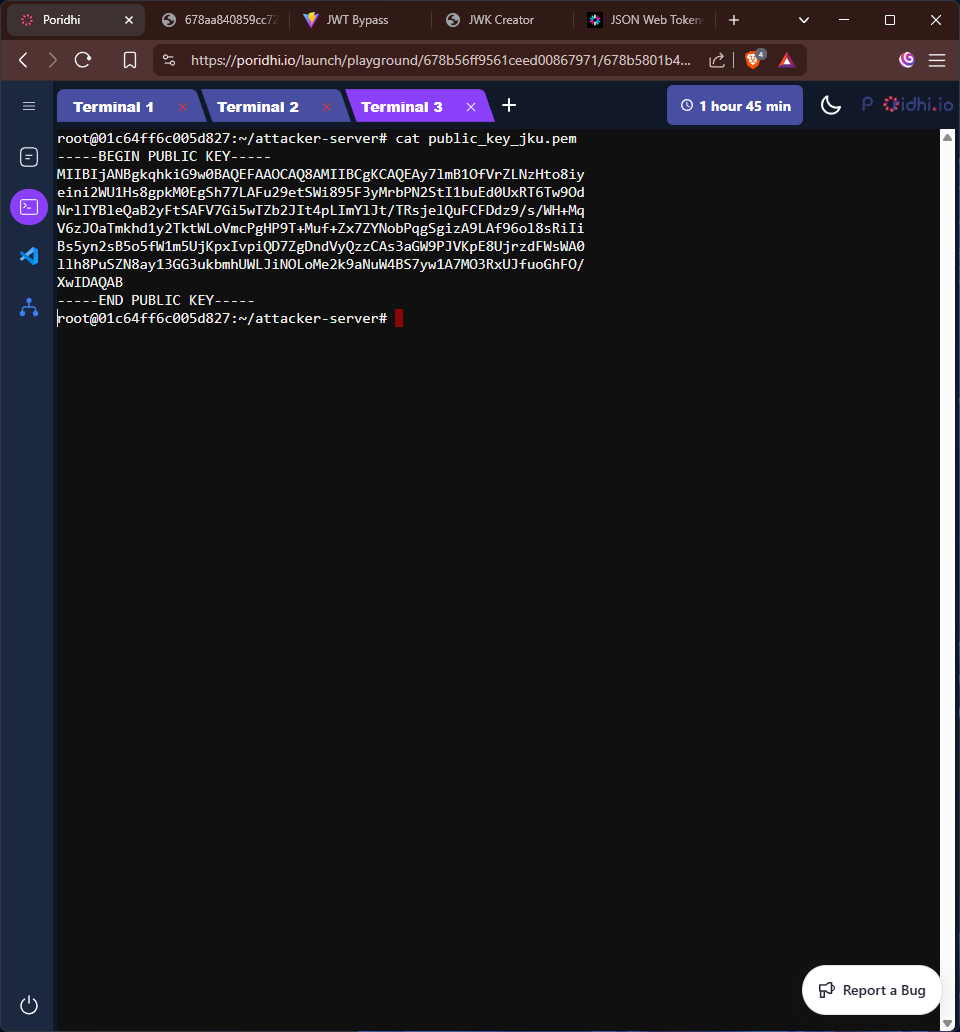 Poridhi
678aa840859cc72
JWT Bypass
JWK Creator
JSON Web Token
https://poridhi.io/launch/playground/678b56ff9561ceed00867971/678b5801b4...
4
Terminal 1
Terminal 2
Terminal 3
1 hour 45 min
P
oidhi.io
root@01c64ff6c005d827:~/attacker-server# cat public_key_jku.pem
-----BEGIN PUBLIC KEY-----
MIIBIjANBgkqhkiG9w0BAQEFAAOCAQ8AMIIBCgKCAQEAy7lmB1OfVrZLNzHto8iy
eini2WU1Hs8gpkM0EgSh77LAFu29etSWi895F3yMrbPN2StI1buEd0UxRT6Tw9Od
NrlIYBleQaB2yFtSAFV7Gi5wTZb2JIt4pLImYlJt/TRsjelQuFCFDdz9/s/WH+Mq
V6zJOaTmkhd1y2TktWLoVmcPgHP9T+Muf+Zx7ZYNobPqgSgizA9LAf96ol8sRiIi
Bs5yn2sB5o5fW1m5UjKpxIvpiQD7ZgDndVyQzzCAs3aGW9PJVKpE8UjrzdFWsWA0
llh8PuSZN8ay13GG3ukbmhUWLJiNOLoMe2k9aNuW4BS7yw1A7MO3RxUJfuoGhFO/
XwIDAQAB
-----END PUBLIC KEY-----
root@01c64ff6c005d827:~/attacker-server#
Report a Bug